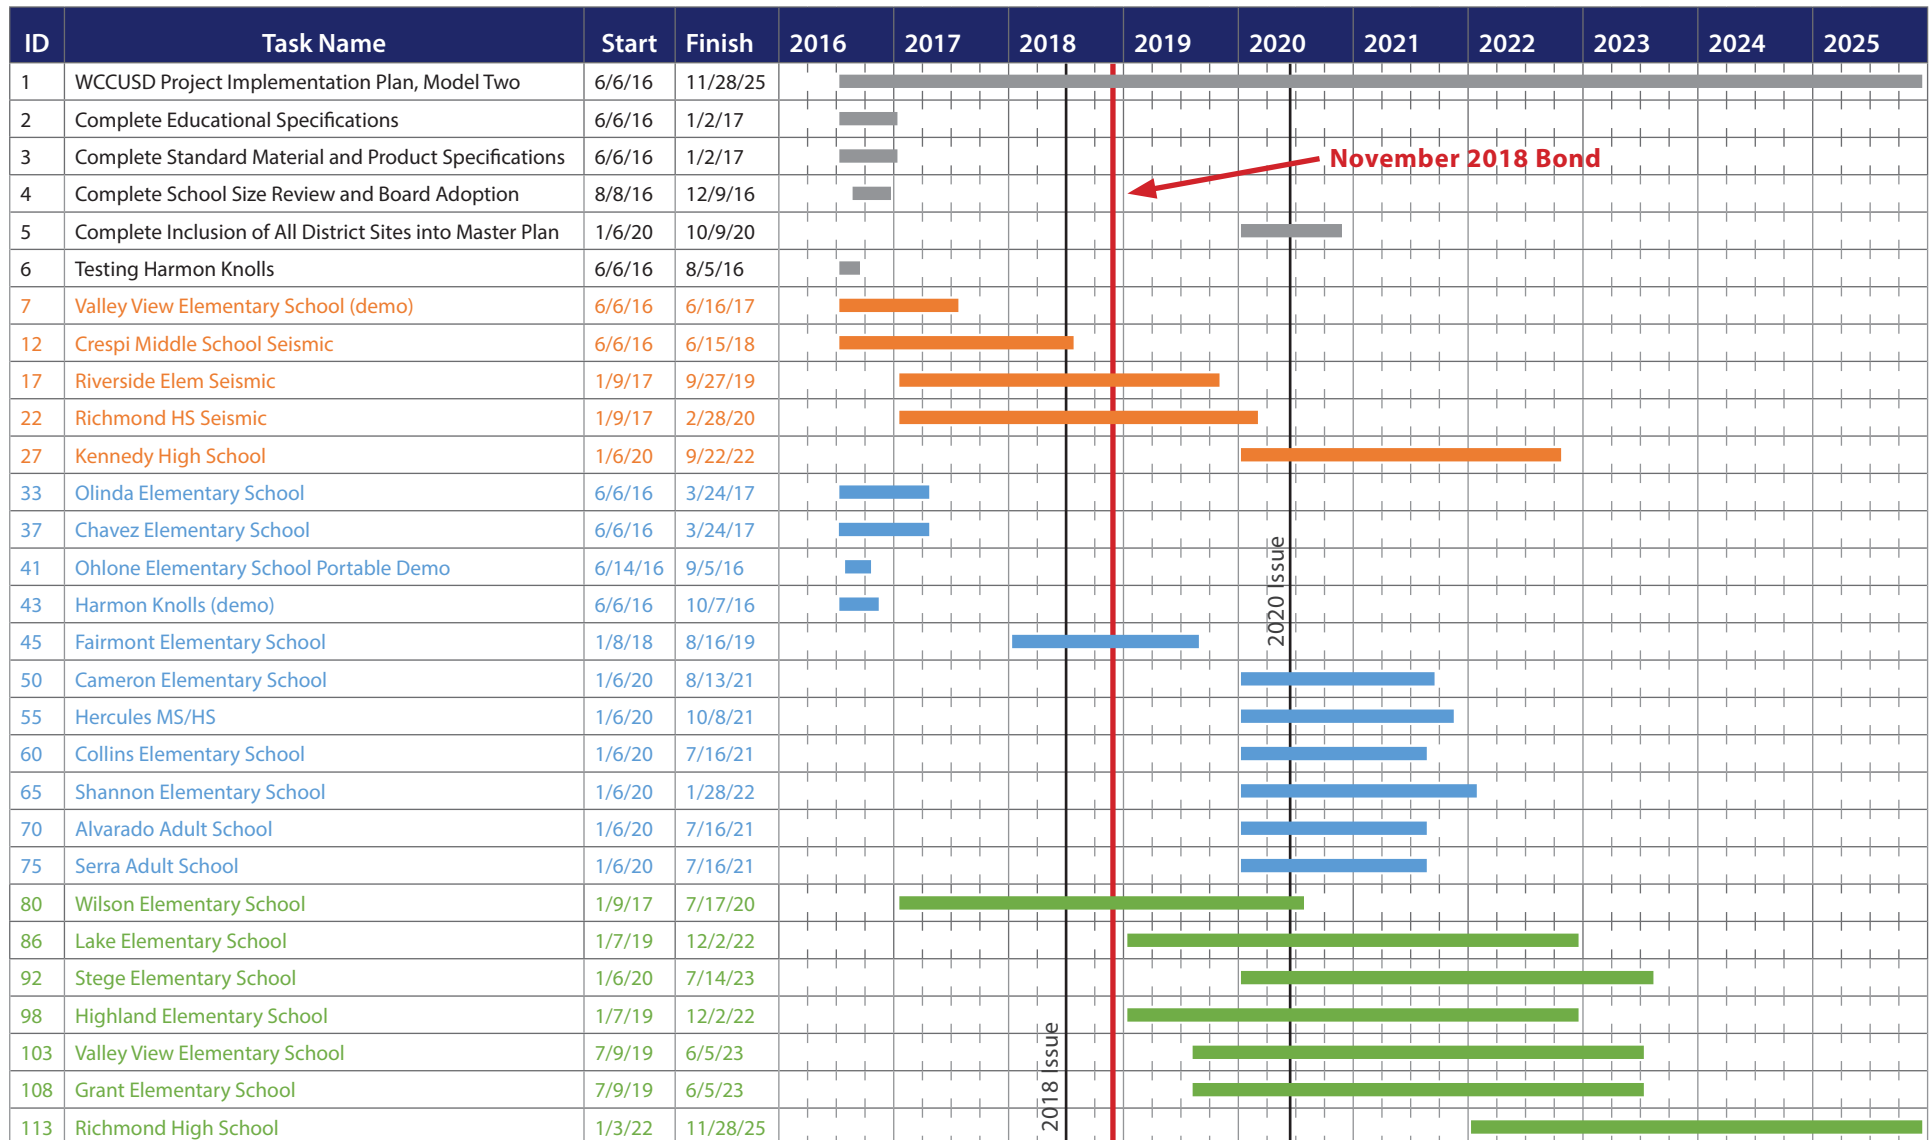 ID Task Name Start Finish 2016 2017 2018 2019 2020 2021 2022 2023 2024 2025
1 WCCUSD Project Implementation Plan, Model Two 6/6/16 11/28/25
2 Complete Educational Specifications 6/6/16 1/2/17
3 Complete Standard Material and Product Specifications 6/6/16 1/2/17
November 2018 Bond
4 Complete School Size Review and Board Adoption 8/8/16 12/9/16
5 Complete Inclusion of All District Sites into Master Plan 1/6/20 10/9/20
6 Testing Harmon Knolls 6/6/16 8/5/16
7 Valley View Elementary School (demo) 6/6/16 6/16/17
12 Crespi Middle School Seismic 6/6/16 6/15/18
17 Riverside Elem Seismic 1/9/17 9/27/19
22 Richmond HS Seismic 1/9/17 2/28/20
27 Kennedy High School 1/6/20 9/22/22
33 Olinda Elementary School 6/6/16 3/24/17
37 Chavez Elementary School 6/6/16 3/24/17
41 Ohlone Elementary School Portable Demo 6/14/16 9/5/16
43 Harmon Knolls (demo) 6/6/16 10/7/16
2020 Issue
45 Fairmont Elementary School 1/8/18 8/16/19
50 Cameron Elementary School 1/6/20 8/13/21
55 Hercules MS/HS 1/6/20 10/8/21
60 Collins Elementary School 1/6/20 7/16/21
65 Shannon Elementary School 1/6/20 1/28/22
70 Alvarado Adult School 1/6/20 7/16/21
75 Serra Adult School 1/6/20 7/16/21
80 Wilson Elementary School 1/9/17 7/17/20
86 Lake Elementary School 1/7/19 12/2/22
92 Stege Elementary School 1/6/20 7/14/23
98 Highland Elementary School 1/7/19 12/2/22
103 Valley View Elementary School 7/9/19 6/5/23
108 Grant Elementary School 7/9/19 6/5/23
2018 Issue
113 Richmond High School 1/3/22 11/28/25